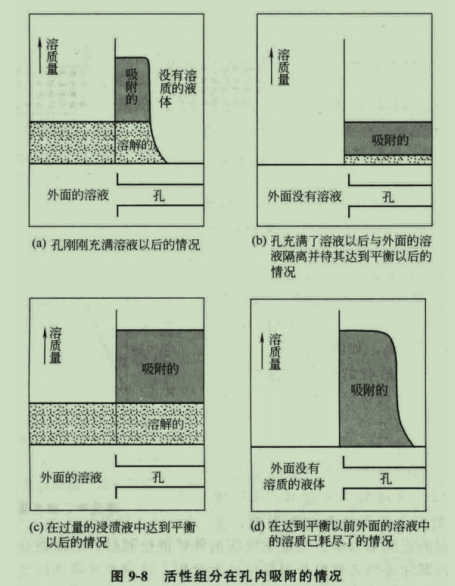 溶质量
吸附的
没有溶
质的液
体
溶解的
外面的溶液
孔
(a) 孔刚刚充满溶液以后的情况
溶质量
吸附的
外面没有溶液
孔
(b) 孔充满了溶液以后与外面的溶
液隔离并待其达到平衡以后的
情况
溶质量
吸附的
溶解的
外面的溶液
孔
(c) 在过量的浸渍液中达到平衡
以后的情况
溶质量
吸附的
外面没有
溶质的液体
孔
(d) 在达到平衡以前外面的溶液中
的溶质已耗尽了的情况
图 9-8 活性组分在孔内吸附的情况